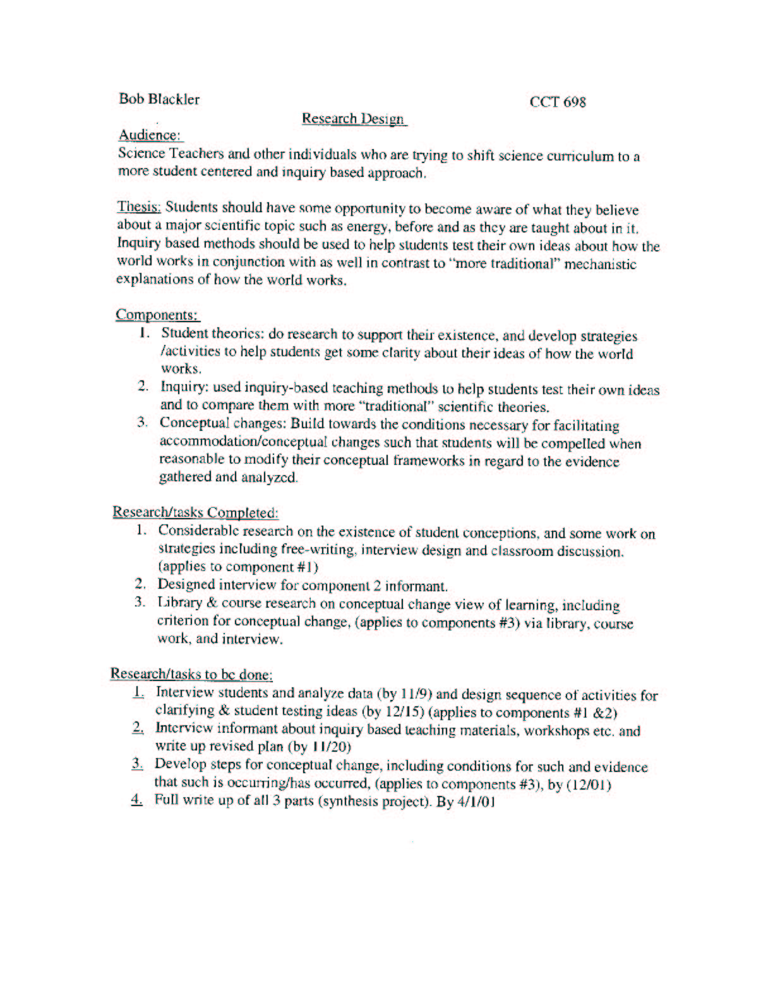 Bob Blackler CCT 698
Research Design
Audience:
Science Teachers and other individuals who are trying to shift science curriculum to a
more student centered and inquiry based approach.
Thesis: Students should have some opportunity to become aware of what they believe
about a major scientific topic such as energy, before and as they are taught about in it.
Inquiry based methods should be used to help students test their own ideas about how the
world works in conjunction with as well in contrast to “more traditional” mechanistic
explanations of how the world works.
Components:
1. Student theories: do research to support their existence, and develop strategies
/activities to help students get some clarity about their ideas of how the world
works.
2. Inquiry: used inquiry-based teaching methods to help students test their own ideas
and to compare them with more “traditional” scientific theories.
3. Conceptual changes: Build towards the conditions necessary for facilitating
accommodation/conceptual changes such that students will be compelled when
reasonable to modify their conceptual frameworks in regard to the evidence
gathered and analyzed.
Research/tasks Completed:
1. Considerable research on the existence of student conceptions, and some work on
strategies including free-writing, interview design and classroom discussion.
(applies to component #1)
2. Designed interview for component 2 informant.
3. Library & course research on conceptual change view of learning, including
criterion for conceptual change, (applies to components #3) via library, course
work, and interview.
Research/tasks to be done:
1. Interview students and analyze data (by 11/9) and design sequence of activities for
clarifying & student testing ideas (by 12/15) (applies to components #1 &2)
2. Interview informant about inquiry based teaching materials, workshops etc. and
write up revised plan (by 11/20)
3. Develop steps for conceptual change, including conditions for such and evidence
that such is occurring/has occurred, (applies to components #3), by (12/01)
4. Full write up of all 3 parts (synthesis project). By 4/1/01